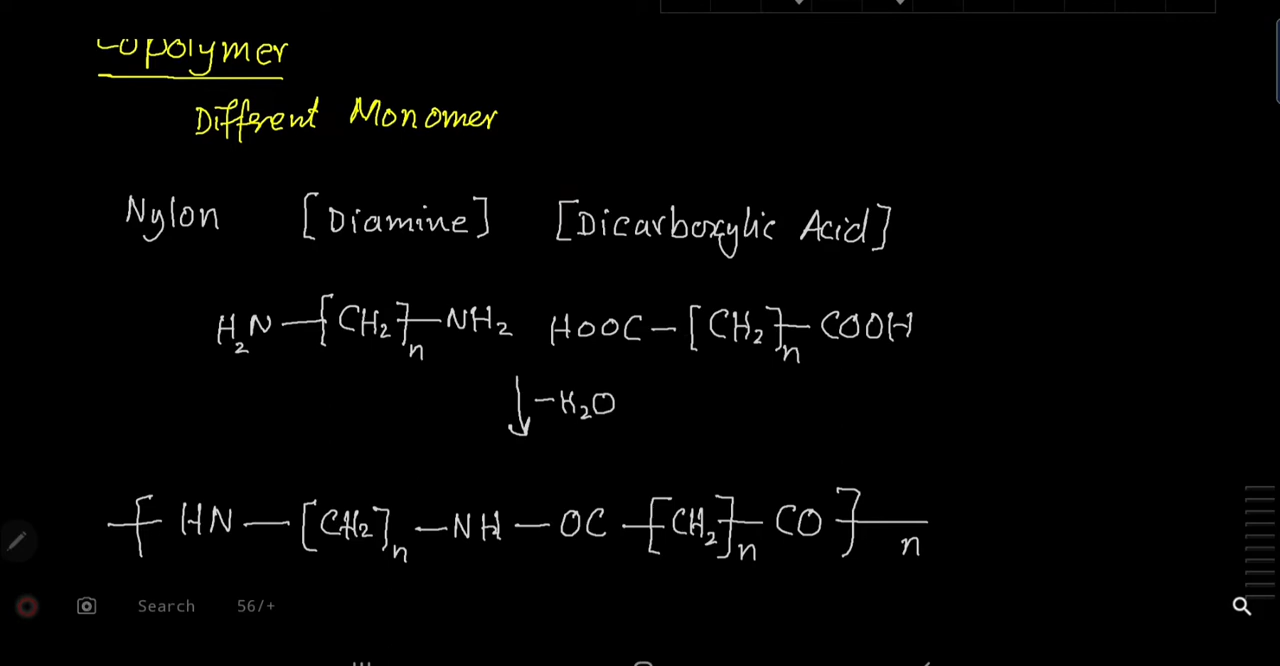 Copolymer
Different Monomer
Nylon [Diamine] [Dicarboxylic Acid]
H₂N—[CH₂]ₙ—NH₂ HOOC—[CH₂]ₙ—COOH
↓ —H₂O
—[HN—[CH₂]ₙ—NH—OC—[CH₂]ₙ—CO]—ₙ
Search 56/+